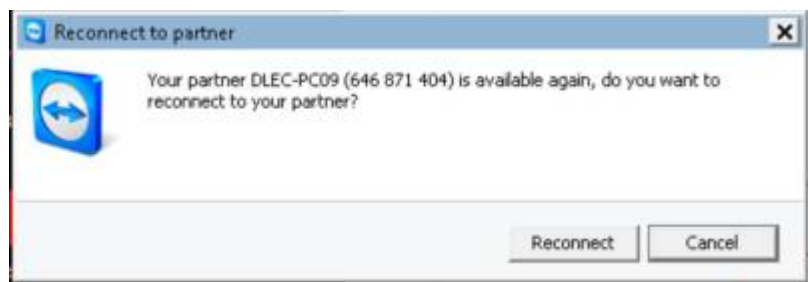 Reconnect to partner
Your partner DLEC-PC09 (646 871 404) is available again, do you want to
reconnect to your partner?
Reconnect Cancel